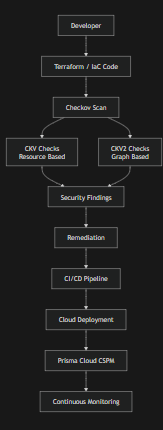 Developer
Terraform / IaC Code
Checkov Scan
CKV Checks
Resource Based
CKV2 Checks
Graph Based
Security Findings
Remediation
CI/CD Pipeline
Cloud Deployment
Prisma Cloud CSPM
Continuous Monitoring